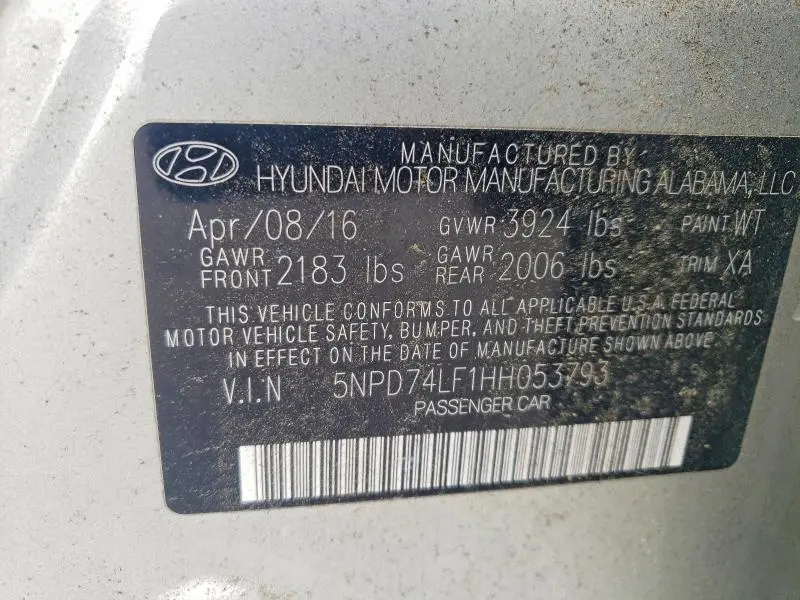 MANUFACTURED BY
HYUNDAI MOTOR MANUFACTURING ALABAMA, LLC
Apr/08/16 GVWR 3924 lbs PAINT WT
GAWR FRONT 2183 lbs GAWR REAR 2006 lbs TRIM XA
THIS VEHICLE CONFORMS TO ALL APPLICABLE U.S.A. FEDERAL
MOTOR VEHICLE SAFETY, BUMPER, AND THEFT PREVENTION STANDARDS
IN EFFECT ON THE DATE OF MANUFACTURE SHOWN ABOVE.
V.I.N 5NPD74LF1HH053793
PASSENGER CAR